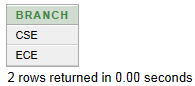 BRANCH
CSE
ECE
2 rows returned in 0.00 seconds